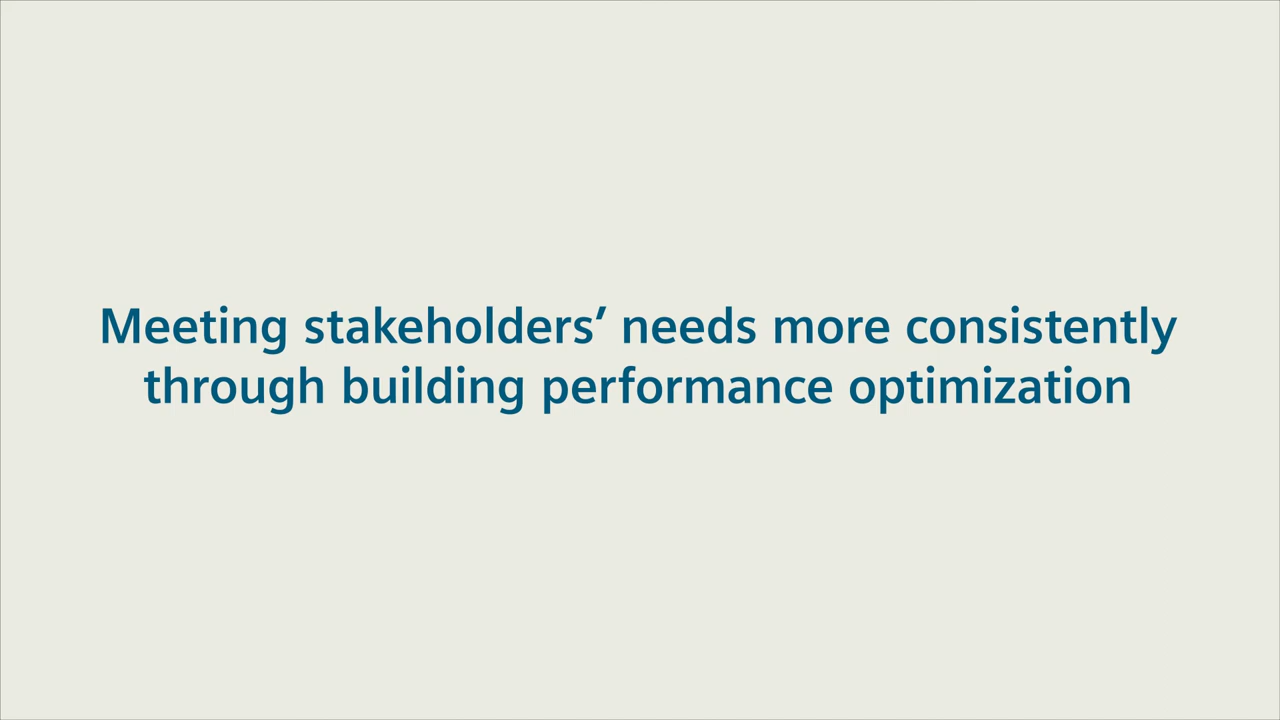 Meeting stakeholders’ needs more consistently
through building performance optimization